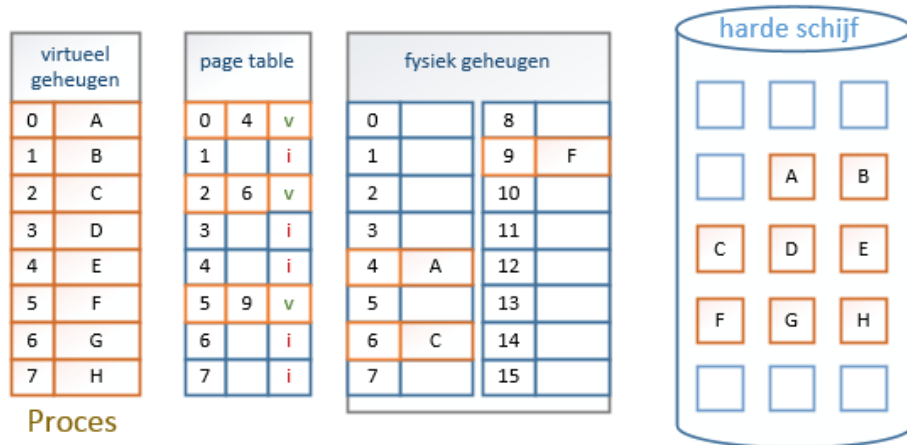 harde schijf
virtueel
geheugen
page table
fysiek geheugen
0 A
1 B
2 C
3 D
4 E
5 F
6 G
7 H
0 4 v
1 i
2 6 v
3 i
4 i
5 9 v
6 i
7 i
0
1
2
3
4 A
5
6 C
7
8
9 F
10
11
12
13
14
15
A B
C D E
F G H
Proces